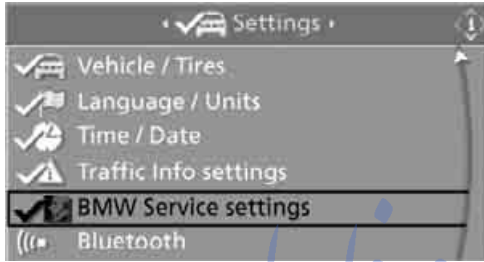 Settings
Vehicle / Tires
Language / Units
Time / Date
Traffic Info settings
BMW Service settings
Bluetooth